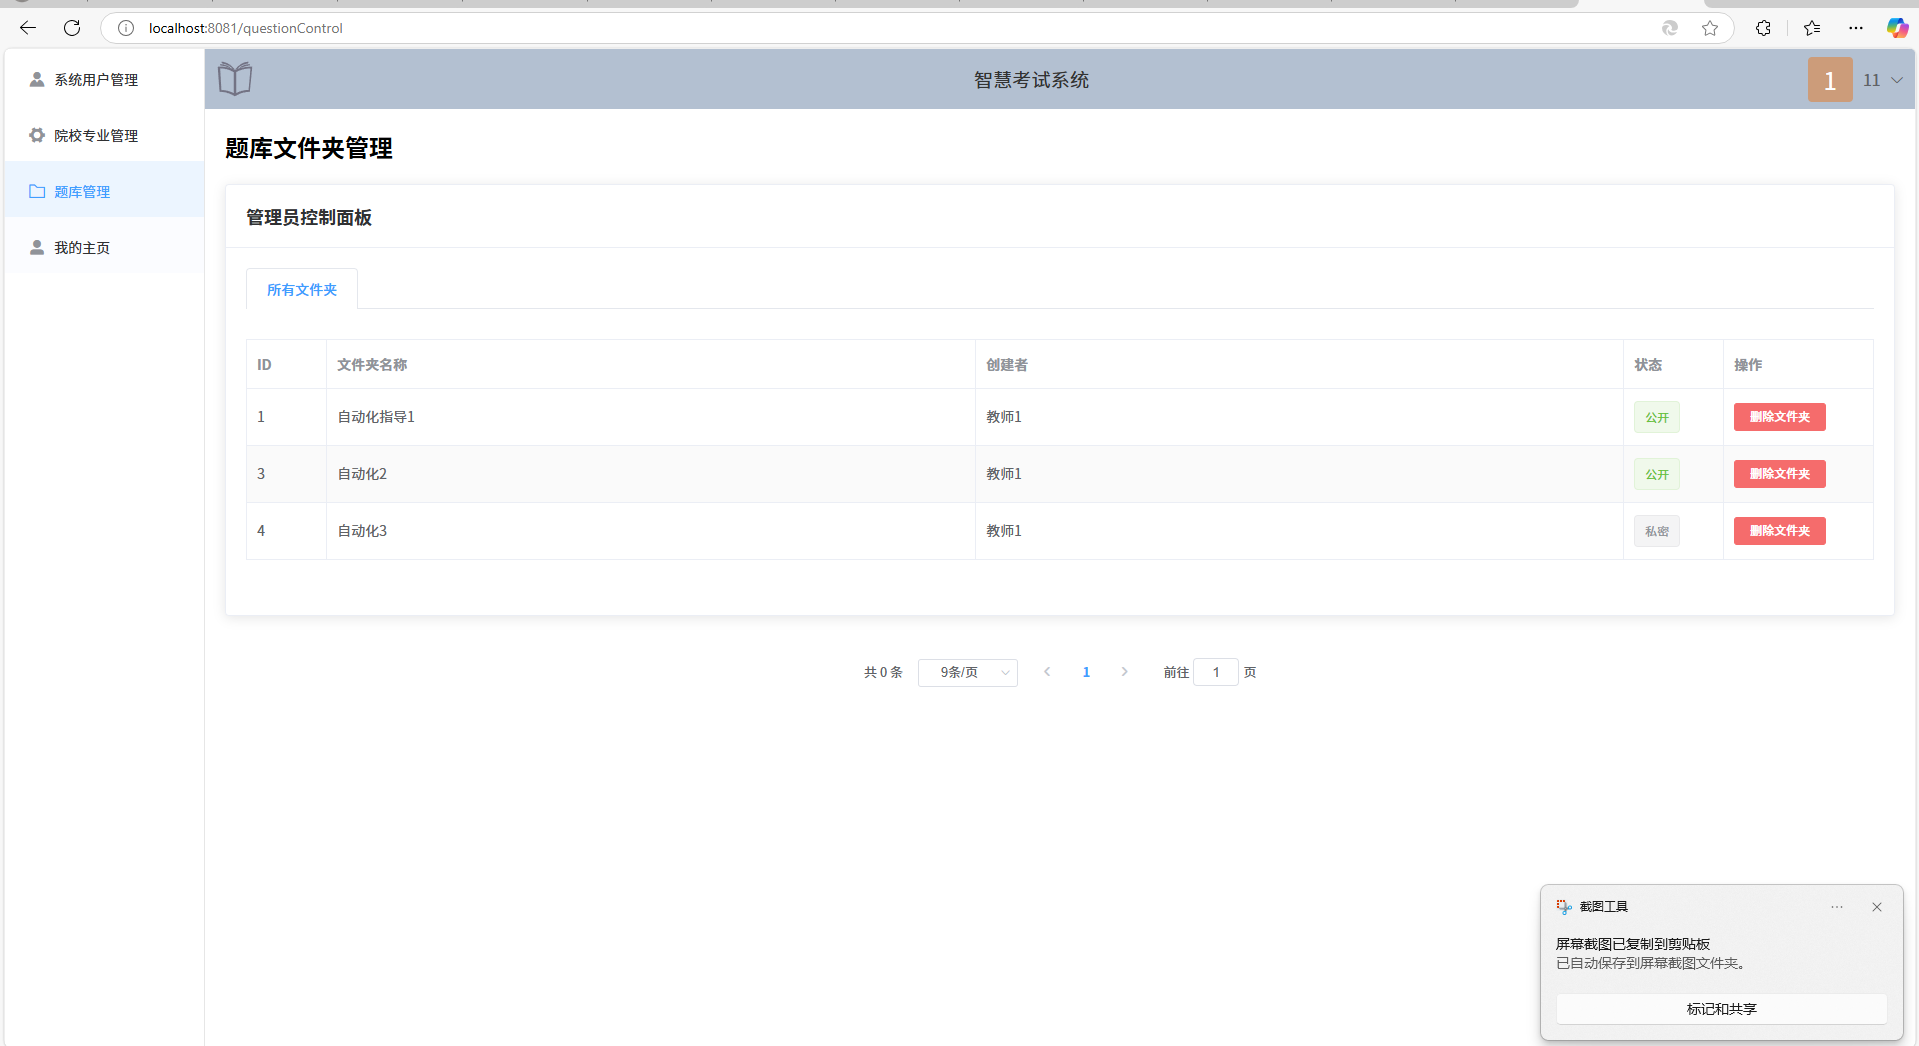 localhost:8081/questionControl
系统用户管理
院校专业管理
题库管理
我的主页
智慧考试系统
1
11
题库文件夹管理
管理员控制面板
所有文件夹
ID 文件夹名称 创建者 状态 操作
1 自动化指导1 教师1 公开 删除文件夹
3 自动化2 教师1 公开 删除文件夹
4 自动化3 教师1 私密 删除文件夹
共 0 条 9条/页 1 前往 1 页
截图工具
屏幕截图已复制到剪贴板
已自动保存到屏幕截图文件夹。
标记和共享